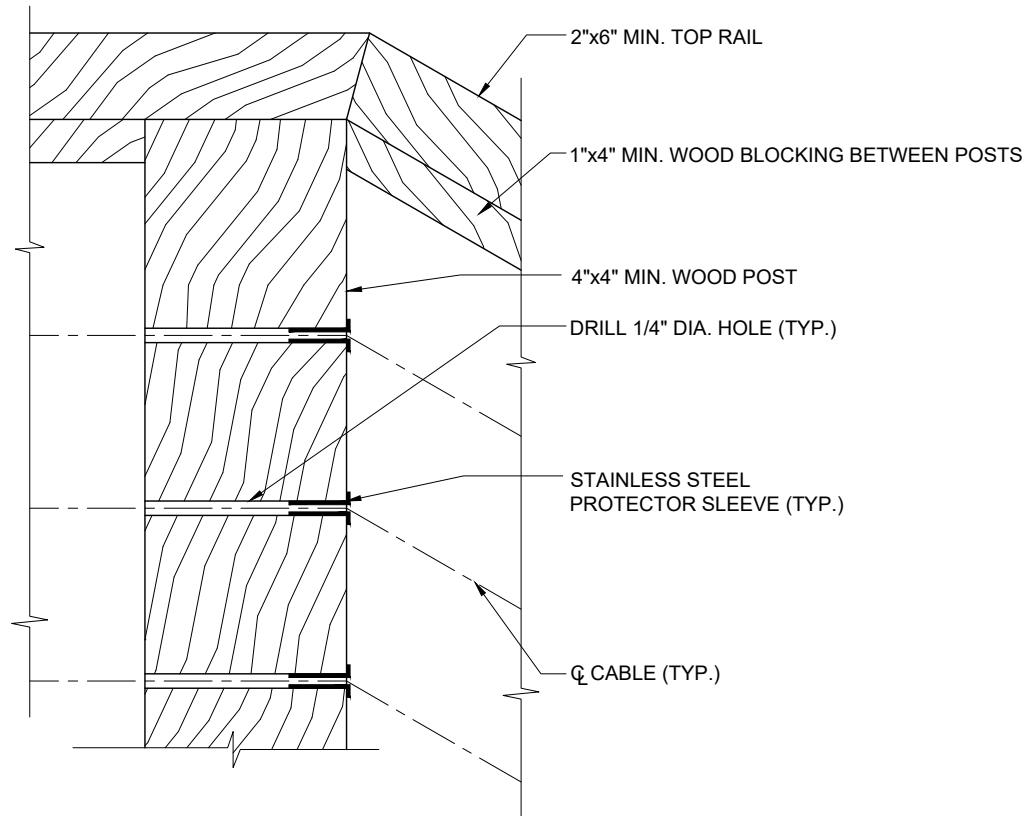 2"x6" MIN. TOP RAIL
1"x4" MIN. WOOD BLOCKING BETWEEN POSTS
4"x4" MIN. WOOD POST
DRILL 1/4" DIA. HOLE (TYP.)
STAINLESS STEEL
PROTECTOR SLEEVE (TYP.)
℄ CABLE (TYP.)